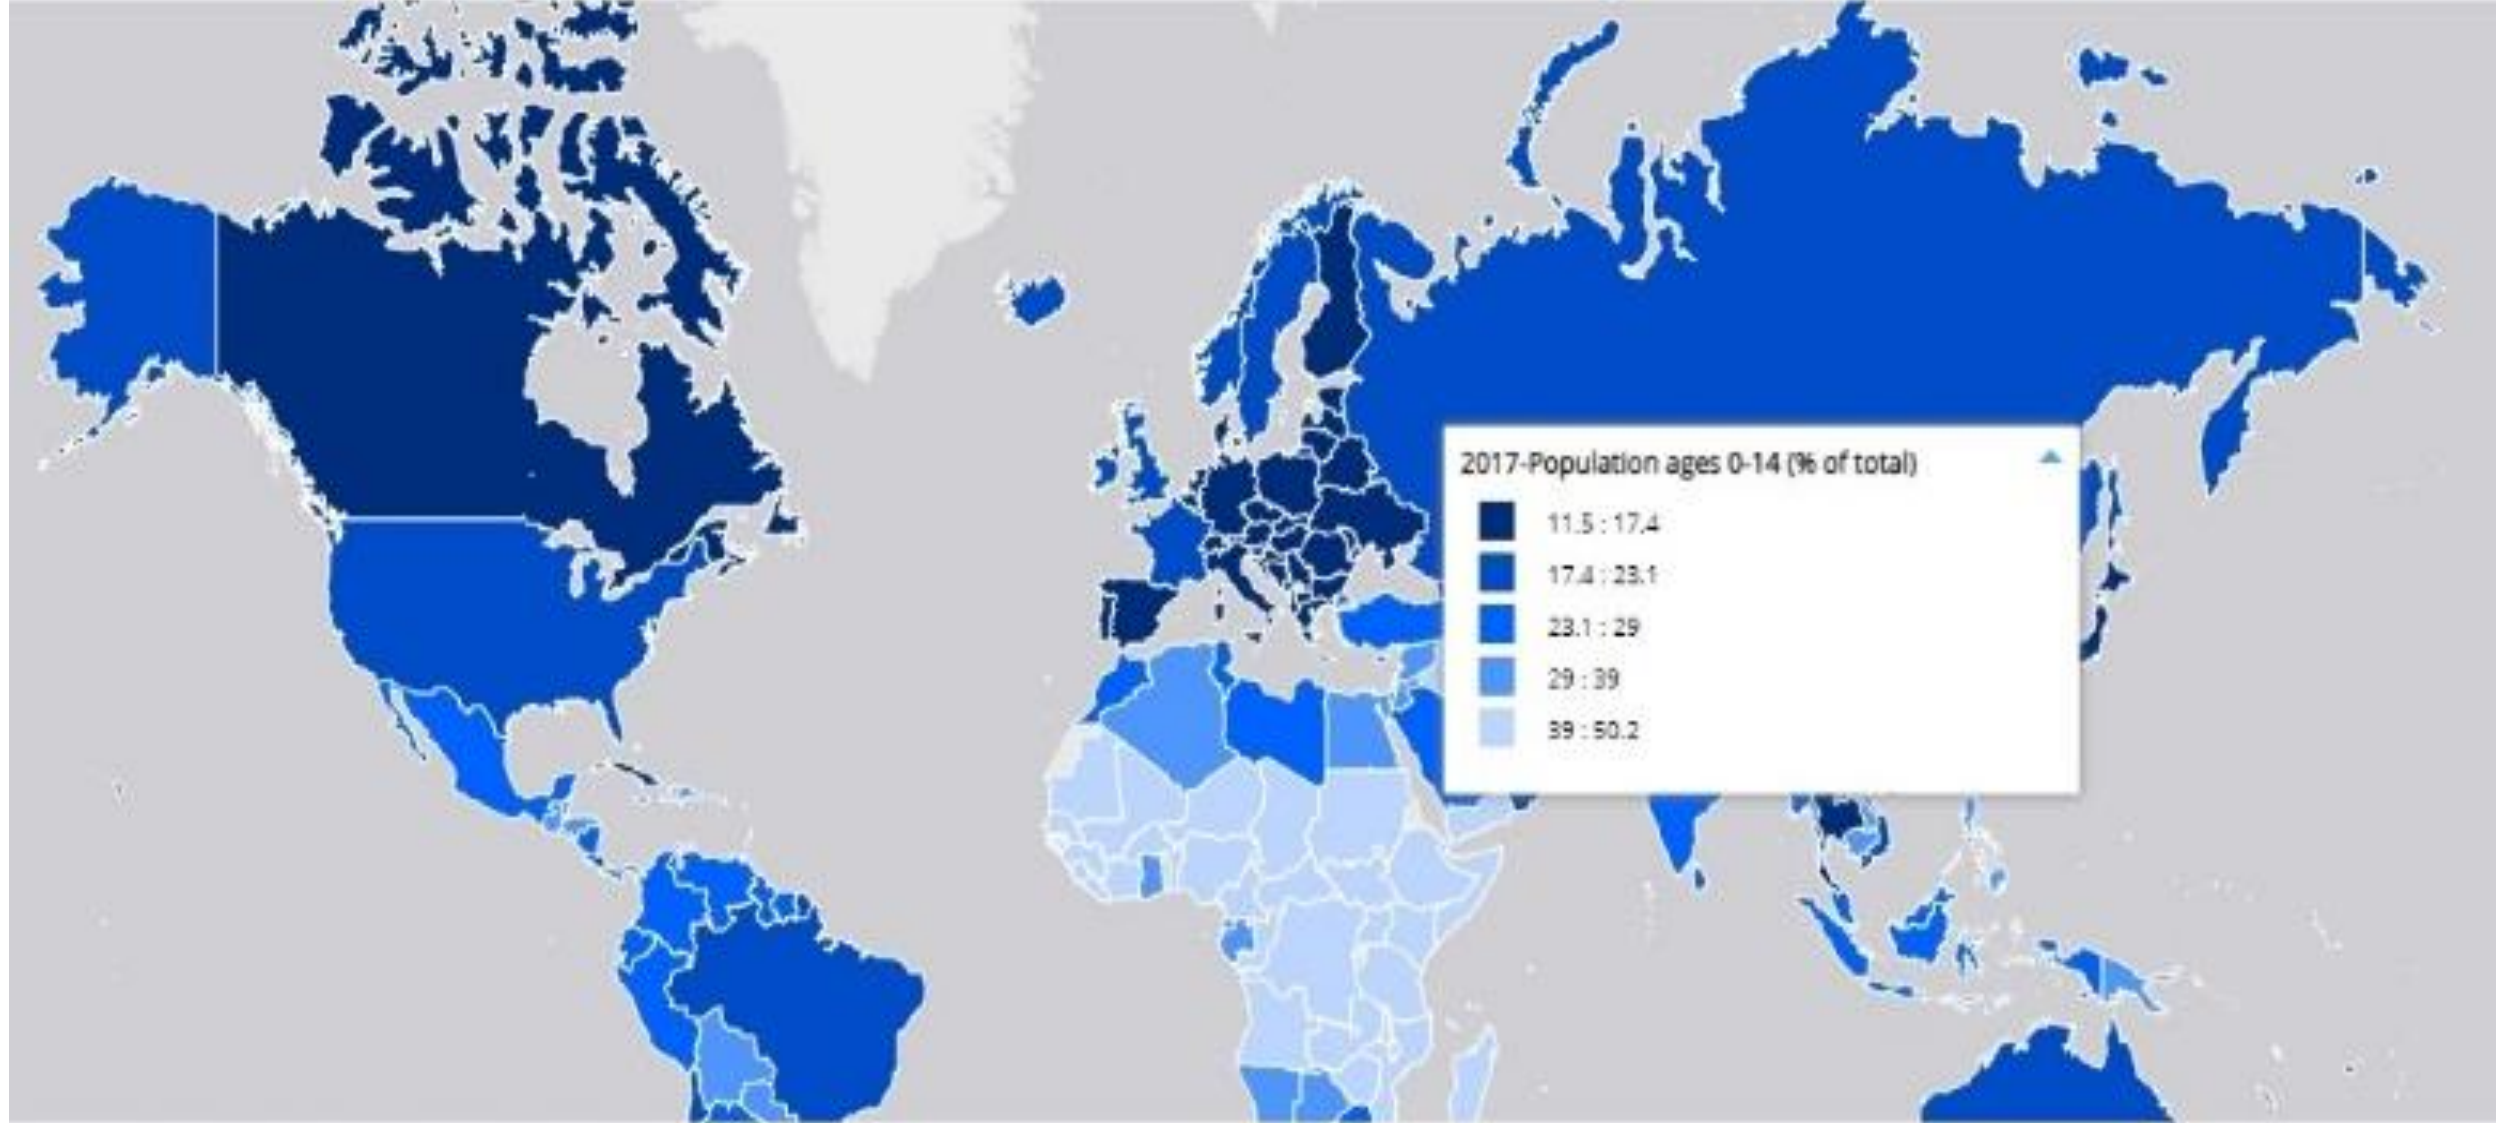 2017-Population ages 0-14 (% of total)
11.5 : 17.4
17.4 : 23.1
23.1 : 29
29 : 39
39 : 50.2